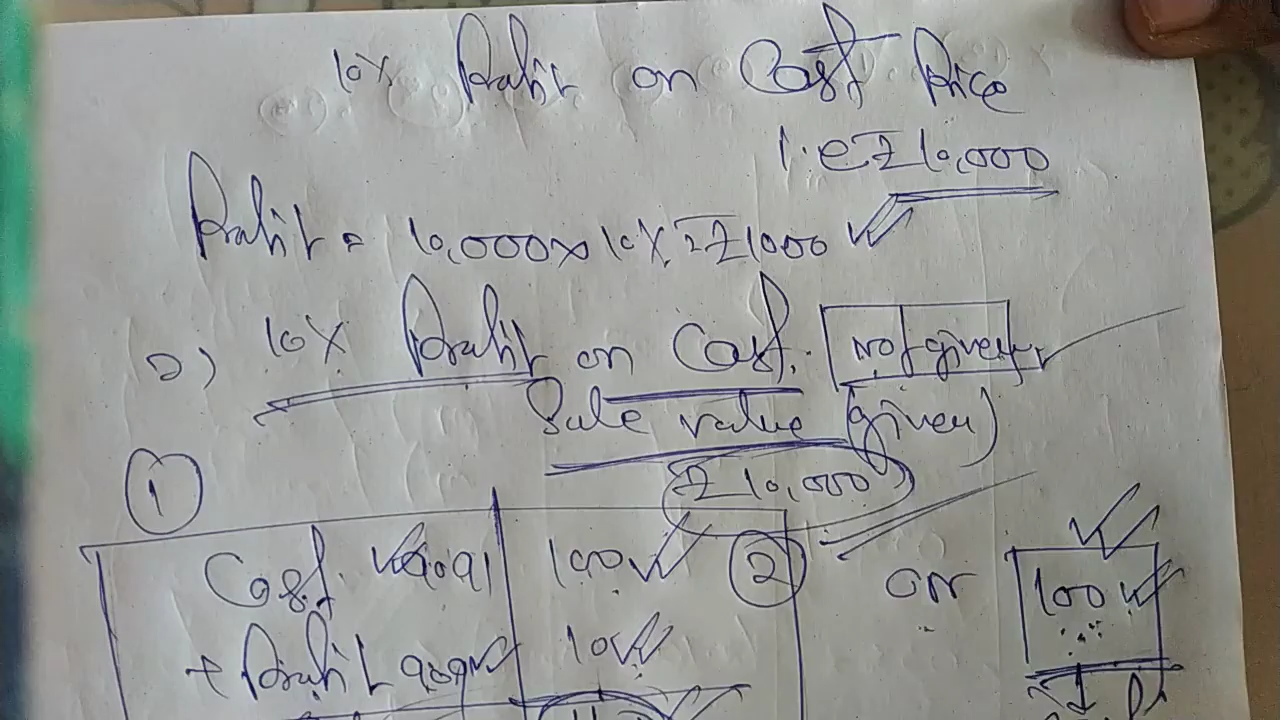 10% Profit on Cost Price
i.e ₹10,000
Profit = 10,000 x 10% = ₹1000
2) 10% Profit on Cost. not given
Sale value (given)
₹10,000
1
Cost 100 2 or 100
+ Profit 10